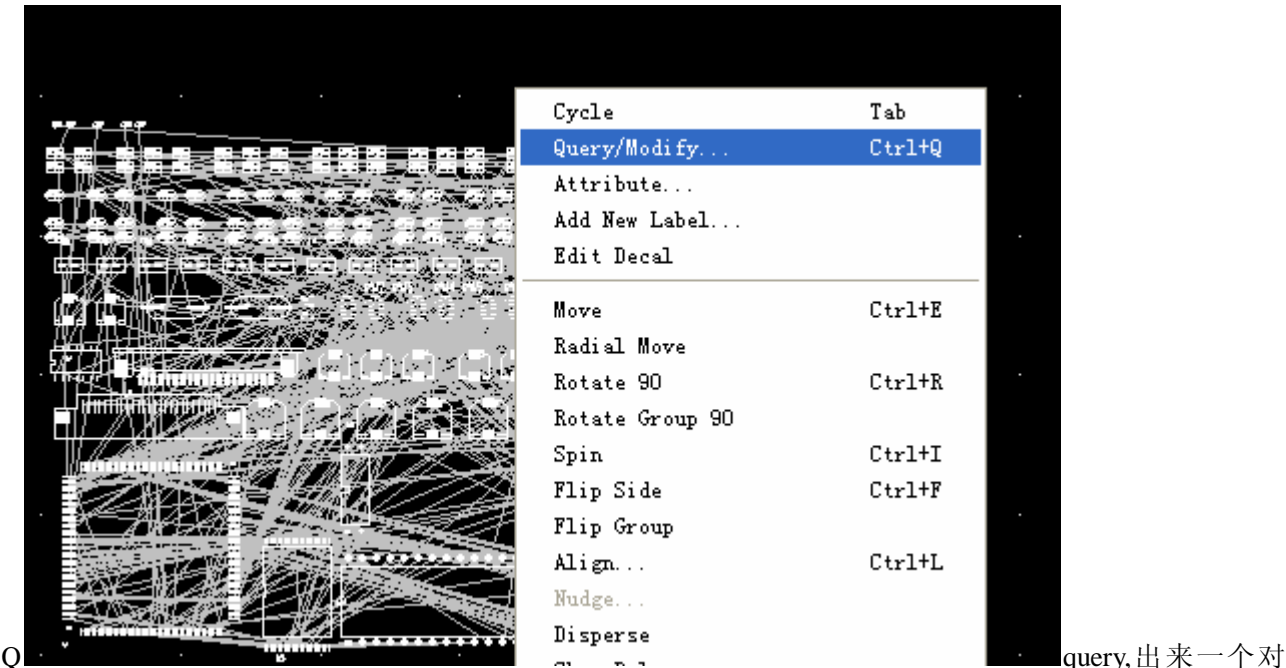 Cycle Tab
Query/Modify... Ctrl+Q
Attribute...
Add New Label...
Edit Decal
Move Ctrl+E
Radial Move
Rotate 90 Ctrl+R
Rotate Group 90
Spin Ctrl+I
Flip Side Ctrl+F
Flip Group
Align... Ctrl+L
Nudge...
Disperse
Q
query,出来一个对